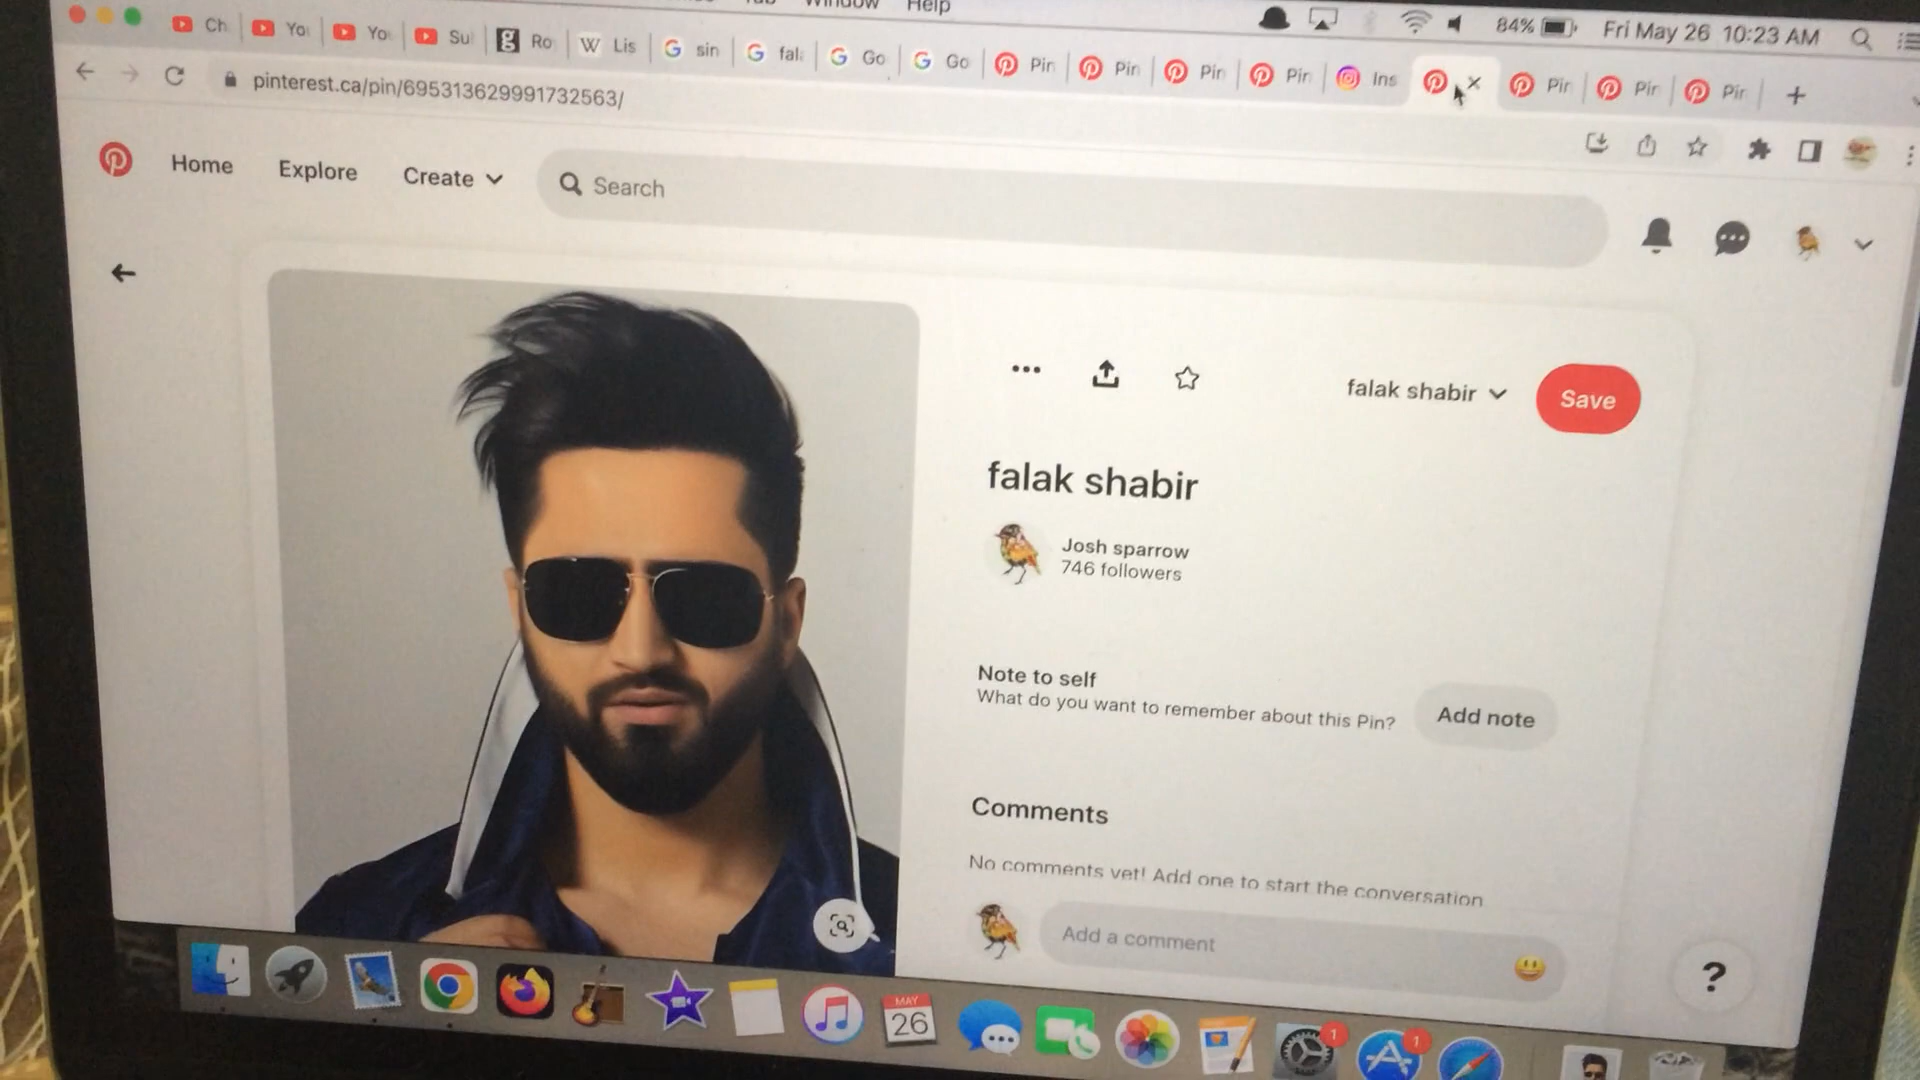 Window Help
84% Fri May 26 10:23 AM
Ch Yo Yo Su Ro Lis sin fal Go Go Pin Pin Pin Pin Ins Pin Pin Pin
pinterest.ca/pin/695313629991732563/
Home Explore Create Search
falak shabir Save
falak shabir
Josh sparrow
746 followers
Note to self
What do you want to remember about this Pin?
Add note
Comments
No comments yet! Add one to start the conversation
Add a comment
?
MAY
26
1
1